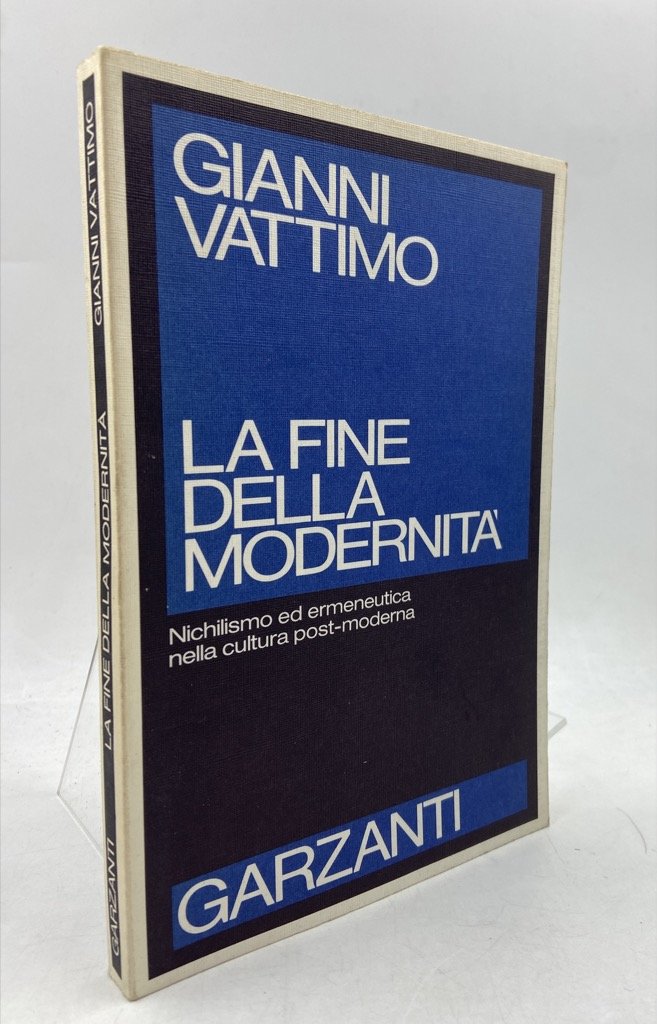 GIANNI
VATTIMO
LA FINE
DELLA
MODERNITÀ
Nichilismo ed ermeneutica
nella cultura post-moderna
GARZANTI
GIANNI VATTIMO
LA FINE DELLA MODERNITÀ
GARZANTI